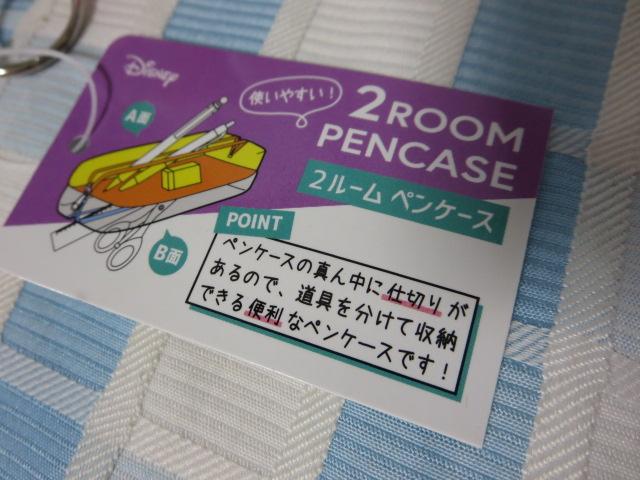 Disney
使いやすい!
2ROOM
PENCASE
2ルーム ペンケース
A面
B面
POINT
ペンケースの真ん中に仕切りが
あるので、道具を分けて収納
できる便利なペンケースです!